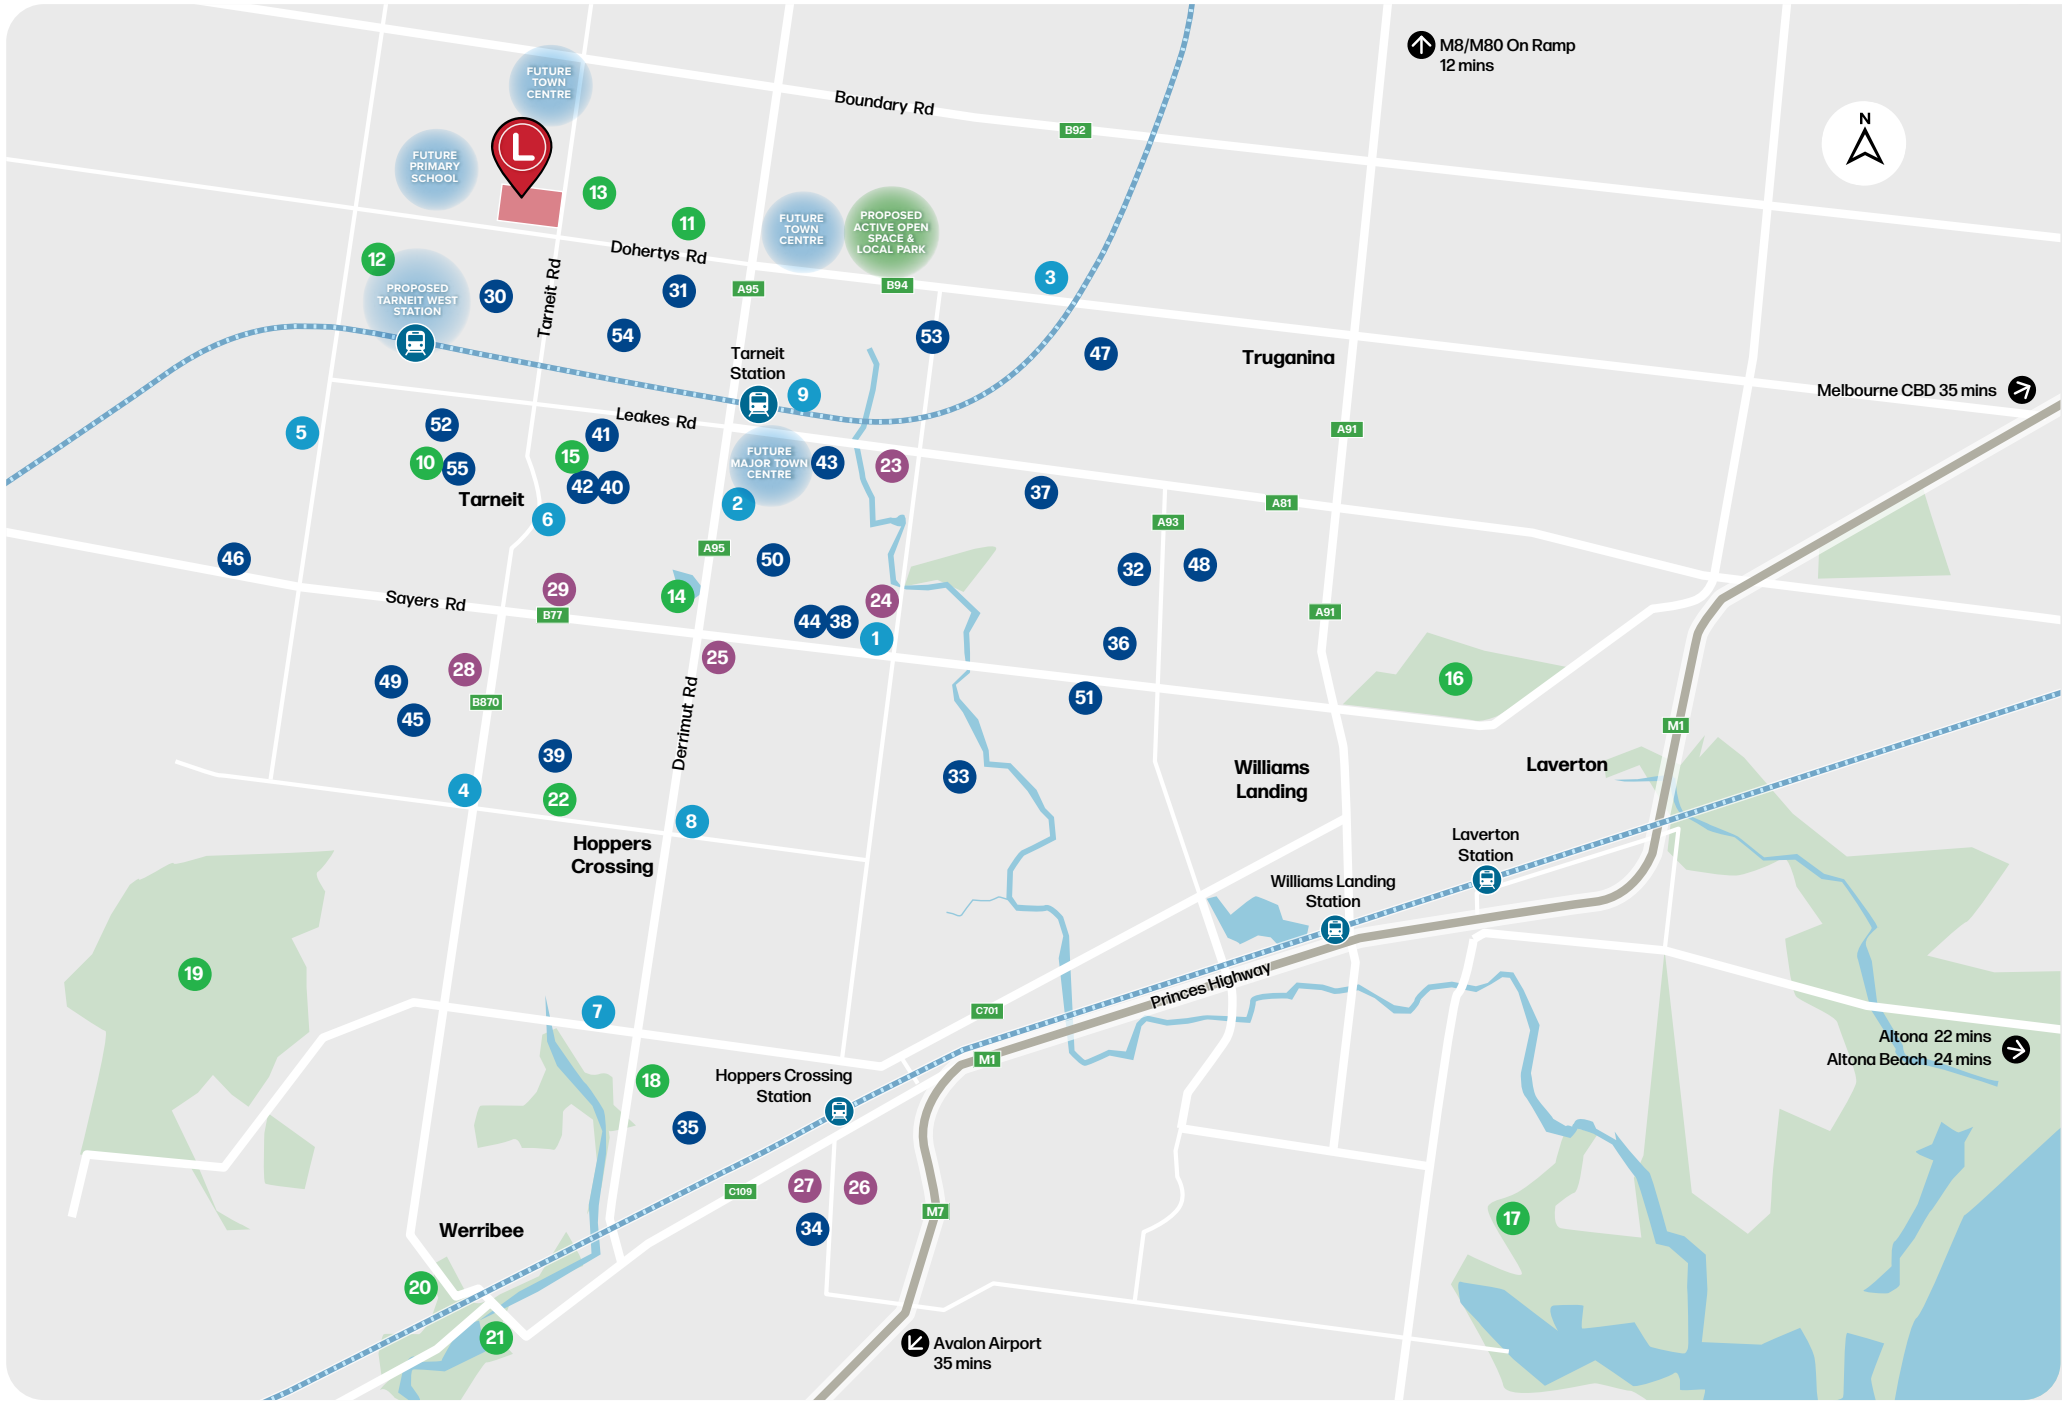 M8/M80 On Ramp
12 mins
FUTURE
TOWN
CENTRE
Boundary Rd
B92
N
L
FUTURE
PRIMARY
SCHOOL
13
11
FUTURE
TOWN
CENTRE
PROPOSED
ACTIVE OPEN
SPACE &
LOCAL PARK
Dohertys Rd
12
PROPOSED
TARNEIT WEST
STATION
30
Tarneit Rd
31
A95
B94
3
54
53
47
Truganina
Tarneit
Station
9
Melbourne CBD 35 mins
Leakes Rd
5
52
41
A91
10
55
15
42
40
FUTURE
MAJOR TOWN
CENTRE
43
23
37
Tarneit
6
2
A81
A93
46
A95
50
32
48
Sayers Rd
29
B77
14
24
44
38
1
A91
36
25
28
49
B870
45
Derrimut Rd
51
16
M1
39
4
22
8
33
Williams
Landing
Laverton
Hoppers
Crossing
Laverton
Station
Williams Landing
Station
19
7
Princes Highway
C701
M1
Altona 22 mins
Altona Beach 24 mins
18
Hoppers Crossing
Station
35
27
26
C109
34
M7
17
Werribee
20
21
Avalon Airport
35 mins